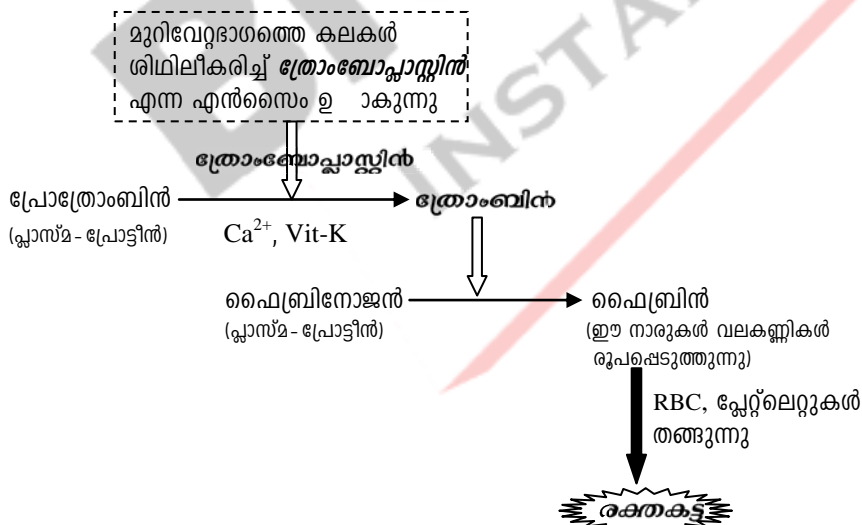 മുറിവേറ്റഭാഗത്തെ കലകൾ
ശിഥിലീകരിച്ച് ത്രോംബോപ്ലാസ്റ്റിൻ
എന്ന എൻസൈം ഉ ാകുന്നു
ത്രോംബോപ്ലാസ്റ്റിൻ
പ്രോത്രോംബിൻ ത്രോംബിൻ
(പ്ലാസ്മ-പ്രോട്ടീൻ) Ca²⁺, Vit-K
ഫൈബ്രിനോജൻ ഫൈബ്രിൻ
(പ്ലാസ്മ-പ്രോട്ടീൻ) (ഈ നാരുകൾ വലകണ്ണികൾ
രൂപപ്പെടുത്തുന്നു)
RBC, പ്ലേറ്റ്ലെറ്റുകൾ
തങ്ങുന്നു
രക്തകട്ട